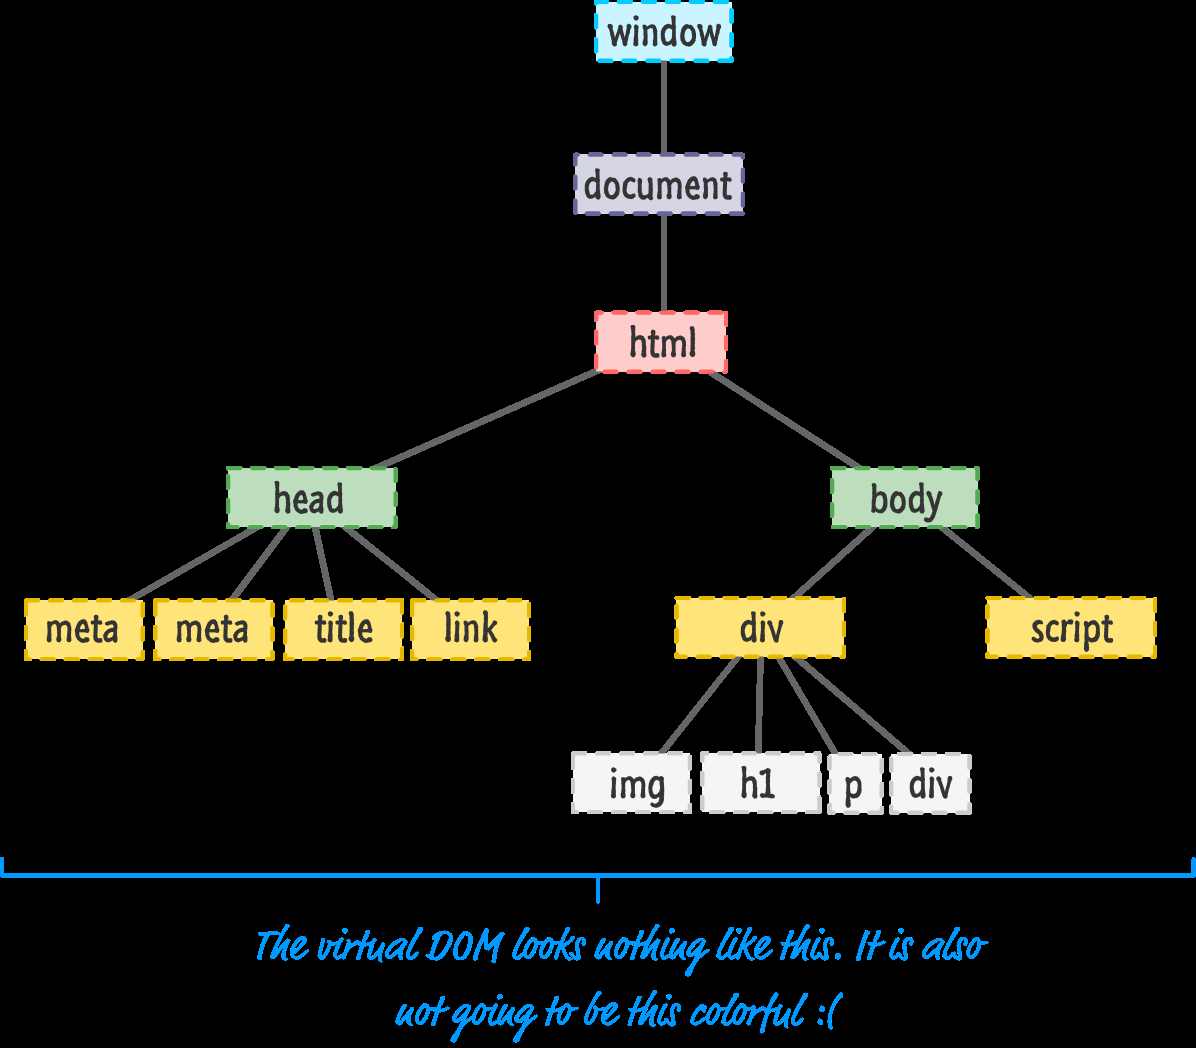 window
document
html
head
body
meta
meta
title
link
div
script
img
h1
p
div
The virtual DOM looks nothing like this. It is also
not going to be this colorful :(